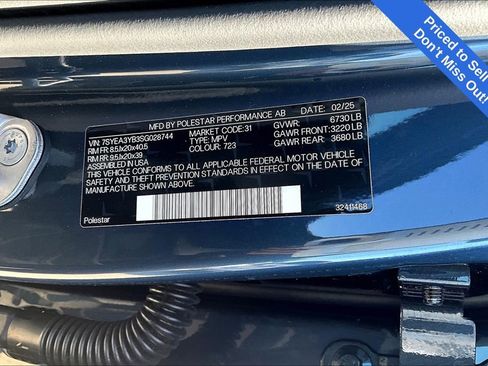 Priced to Sell
Don't Miss Out!
MFD BY POLESTAR PERFORMANCE AB DATE: 02/25
VIN: 7SYEA3YB3SG028744 MARKET CODE:31 GVWR: 6730 LB
RIM FR: 8.5Jx20x40.5 TYPE: MPV GAWR FRONT:3220 LB
RIM RR: 9.5Jx20x39 COLOUR: 723 GAWR REAR: 3680 LB
ASSEMBLED IN USA
THIS VEHICLE CONFORMS TO ALL APPLICABLE FEDERAL MOTOR VEHICLE
SAFETY AND THEFT PREVENTION STANDARDS IN EFFECT ON THE DATE OF
MANUFACTURE SHOWN ABOVE.
Polestar 32411468